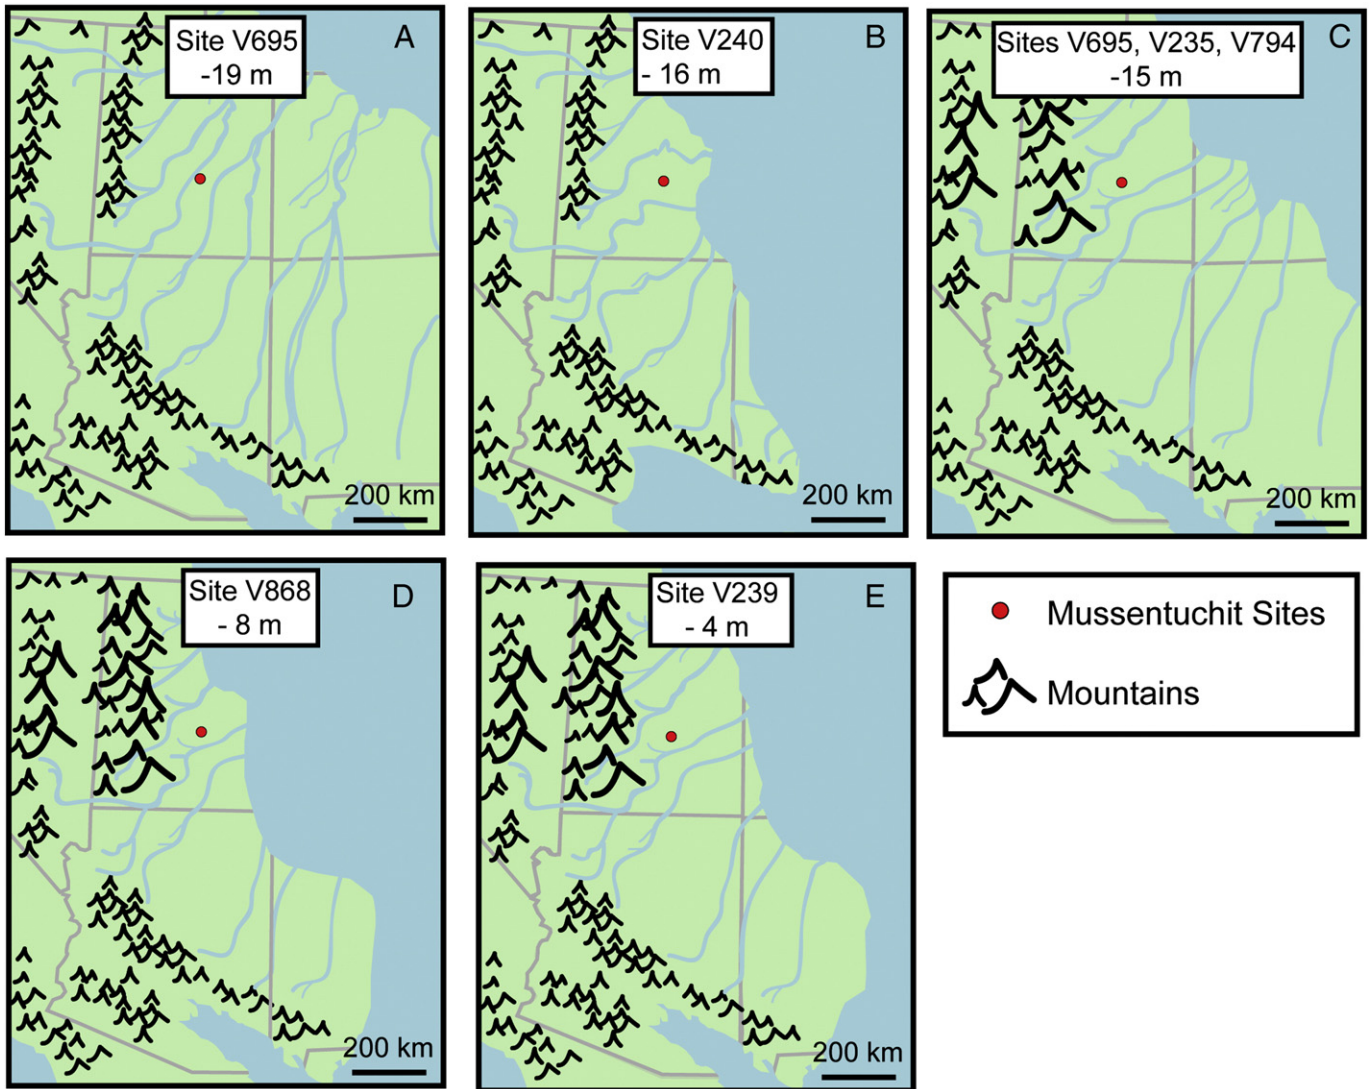 Site V695
-19 m
A
200 km
Site V240
- 16 m
B
200 km
Sites V695, V235, V794
-15 m
C
200 km
Site V868
- 8 m
D
200 km
Site V239
- 4 m
E
200 km
Mussentuchit Sites
Mountains